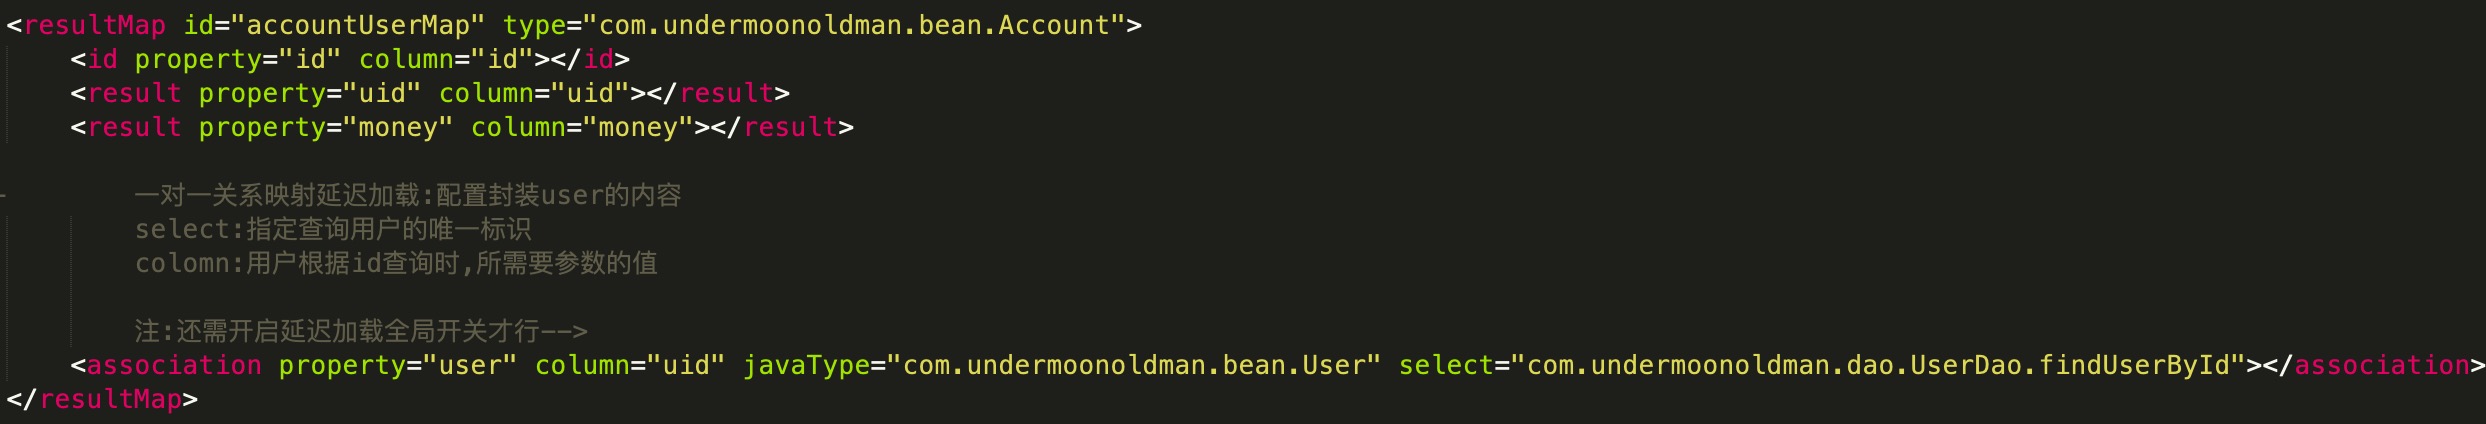 <resultMap id="accountUserMap" type="com.undermoonoldman.bean.Account">
<id property="id" column="id"></id>
<result property="uid" column="uid"></result>
<result property="money" column="money"></result>
一对一关系映射延迟加载:配置封装user的内容
select:指定查询用户的唯一标识
colomn:用户根据id查询时,所需要参数的值
注:还需开启延迟加载全局开关才行-->
<association property="user" column="uid" javaType="com.undermoonoldman.bean.User" select="com.undermoonoldman.dao.UserDao.findUserById"></association>
</resultMap>